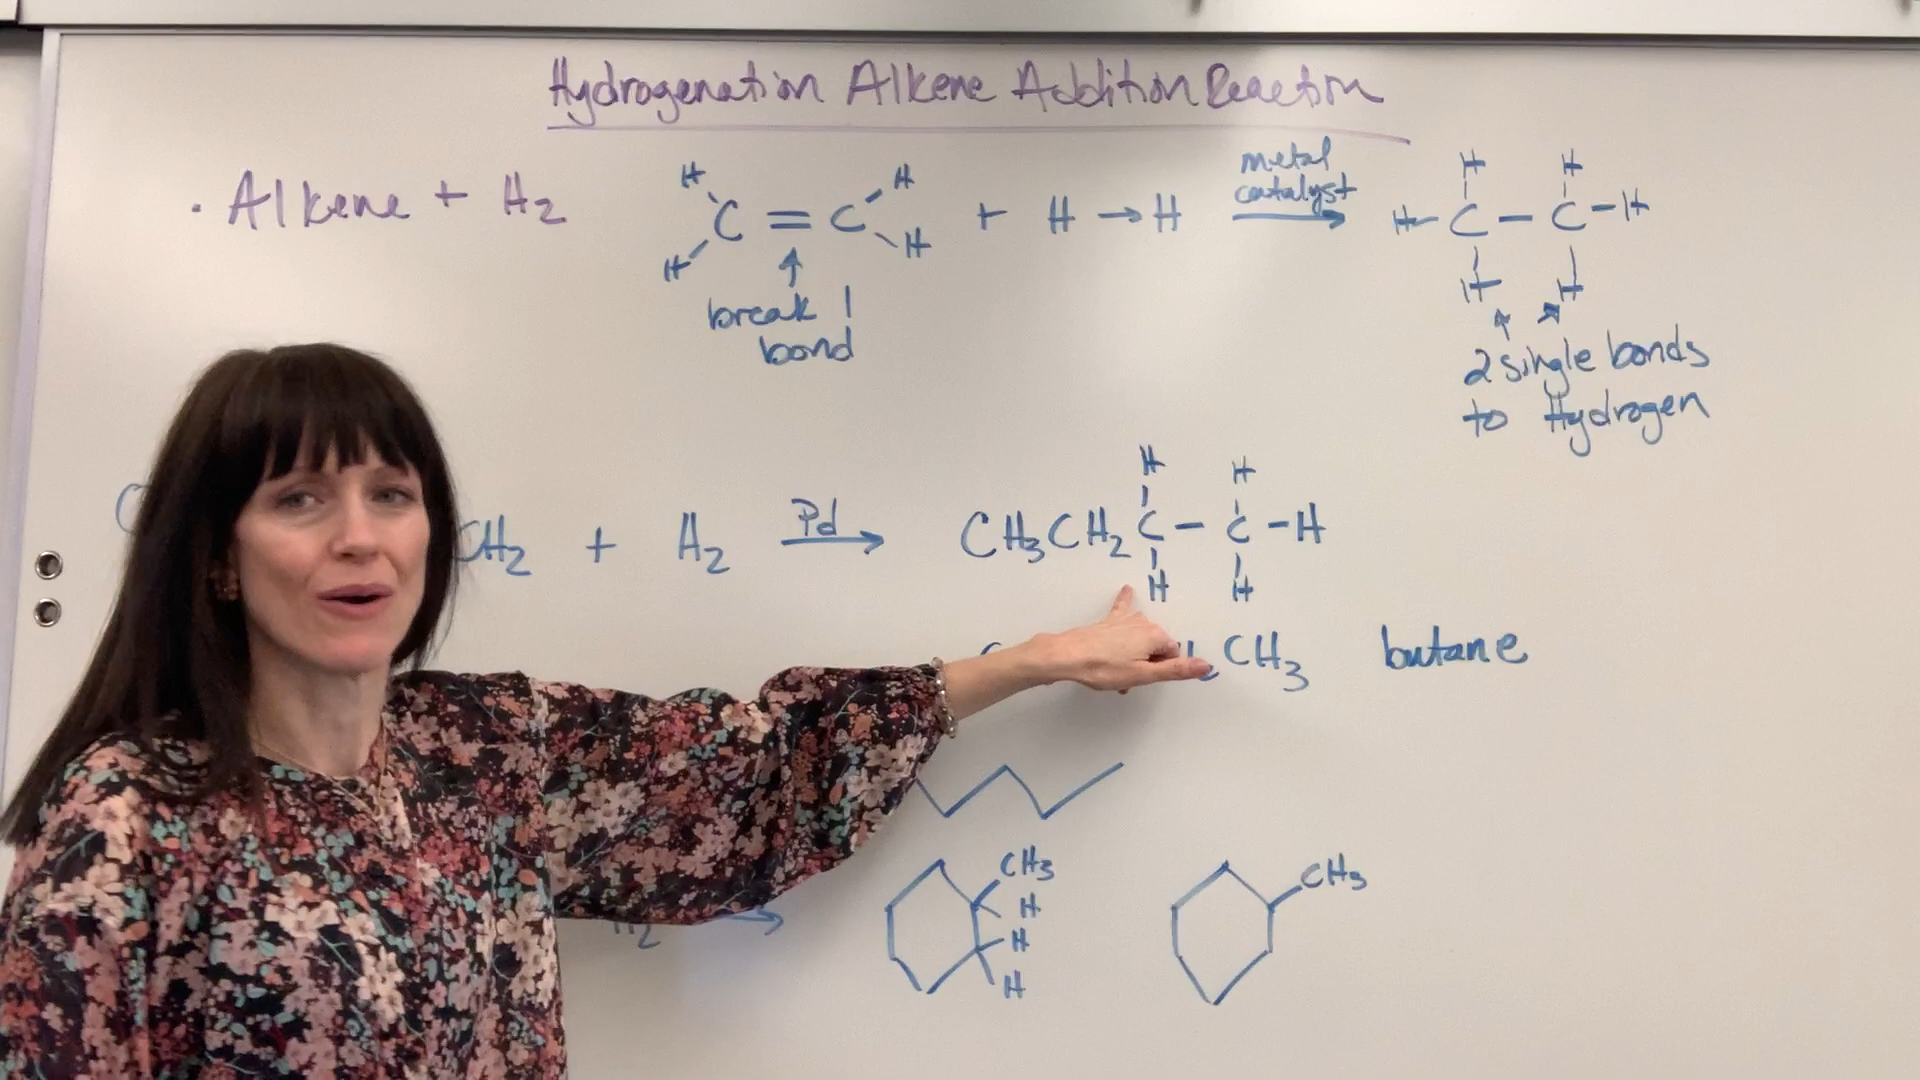 Hydrogenation Alkene Addition Reaction
· Alkene + H2
H H
C = C + H → H
H H
metal
catalyst
→
H H
H - C - C - H
H H
break 1
bond
2 single bonds
to Hydrogen
CH2 + H2 Pd →
H H
CH3CH2 C - C - H
H H
CH3 butane
H2 →
CH3
H
H
H
CH3